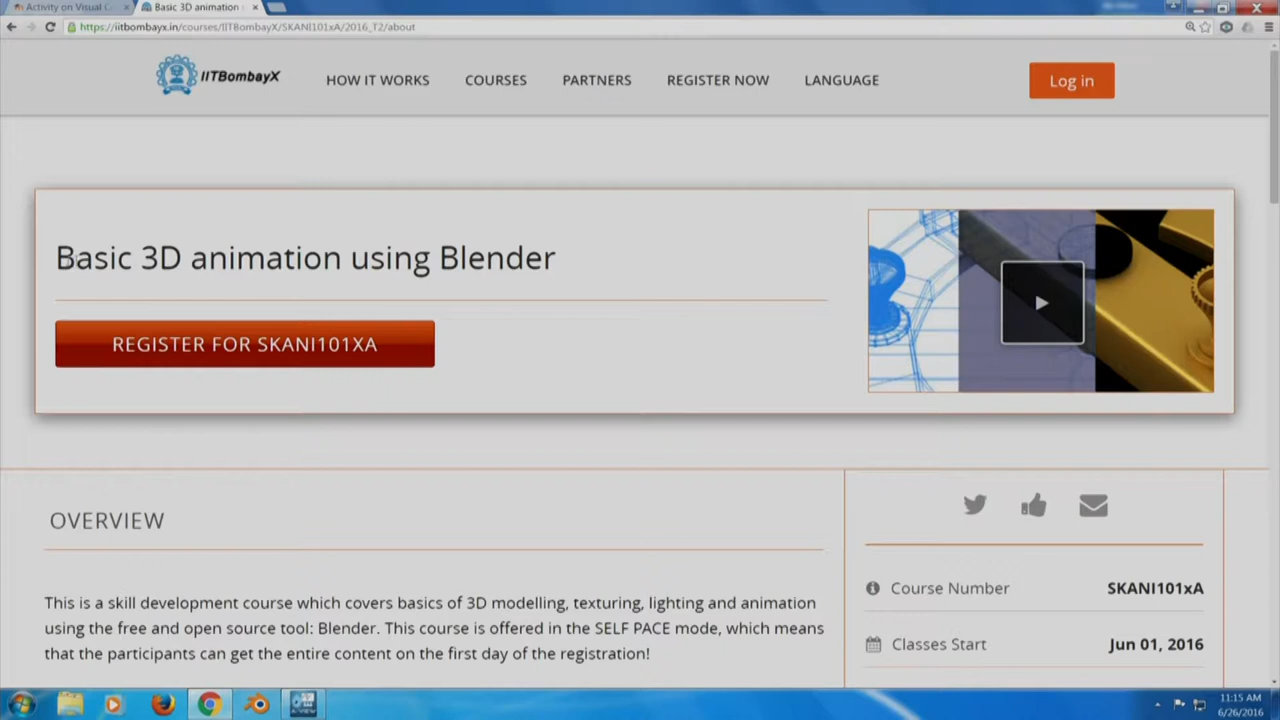 Activity on Visual C
Basic 3D animation
https://iitbombayx.in/courses/IITBombayX/SKANI101xA/2016_T2/about
IITBombayX
HOW IT WORKS
COURSES
PARTNERS
REGISTER NOW
LANGUAGE
Log in
Basic 3D animation using Blender
REGISTER FOR SKANI101XA
OVERVIEW
This is a skill development course which covers basics of 3D modelling, texturing, lighting and animation
using the free and open source tool: Blender. This course is offered in the SELF PACE mode, which means
that the participants can get the entire content on the first day of the registration!
Course Number SKANI101xA
Classes Start Jun 01, 2016
11:15 AM
6/26/2016